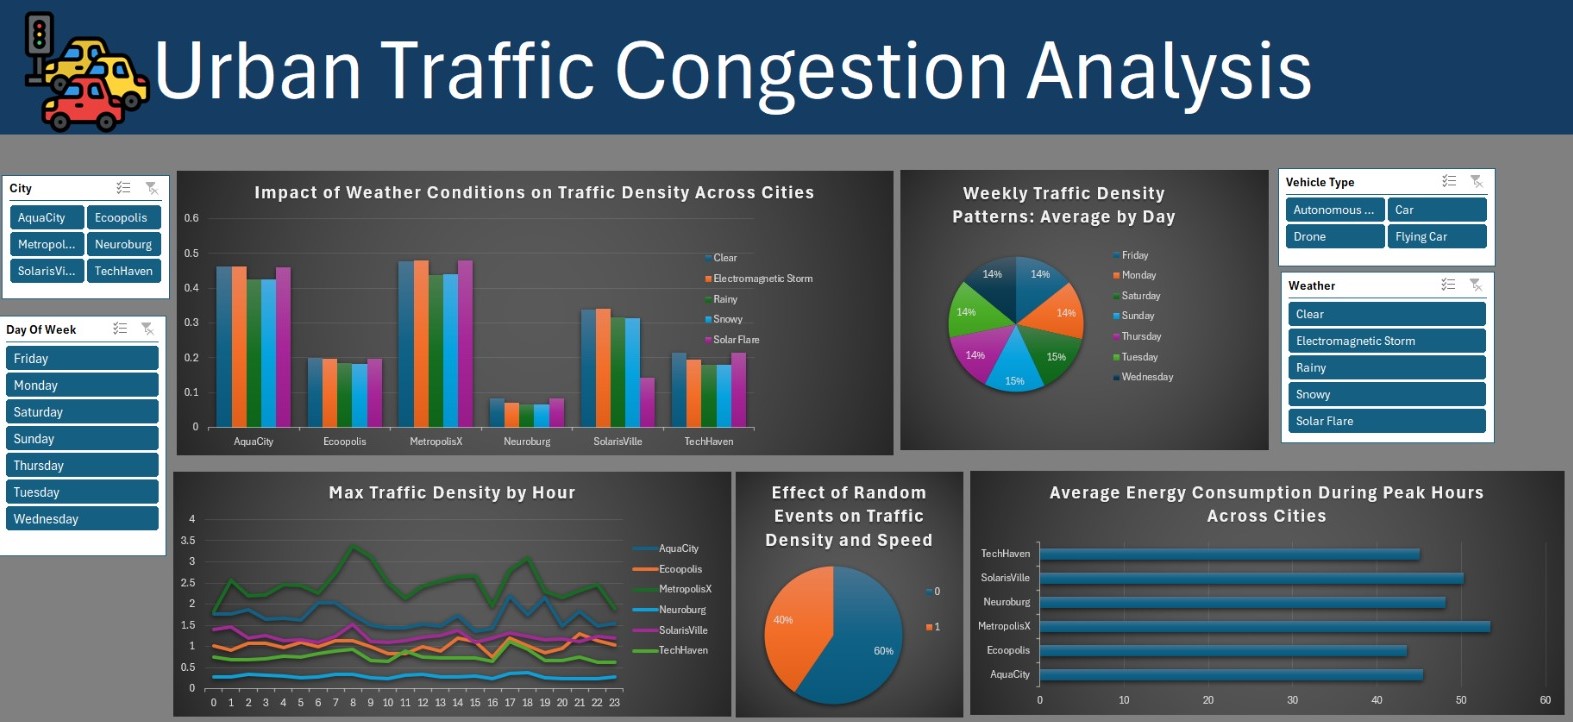 Urban Traffic Congestion Analysis
City
AquaCity
Ecoopolis
Metropol...
Neuroburg
SolarisVi...
TechHaven
Day Of Week
Friday
Monday
Saturday
Sunday
Thursday
Tuesday
Wednesday
Impact of Weather Conditions on Traffic Density Across Cities
0.6
0.5
0.4
0.3
0.2
0.1
0
AquaCity
Ecoopolis
MetropolisX
Neuroburg
SolarisVille
TechHaven
Clear
Electromagnetic Storm
Rainy
Snowy
Solar Flare
Weekly Traffic Density
Patterns: Average by Day
14%
14%
15%
15%
14%
14%
14%
Friday
Monday
Saturday
Sunday
Thursday
Tuesday
Wednesday
Vehicle Type
Autonomous ...
Car
Drone
Flying Car
Weather
Clear
Electromagnetic Storm
Rainy
Snowy
Solar Flare
Max Traffic Density by Hour
4
3.5
3
2.5
2
1.5
1
0.5
0
0 1 2 3 4 5 6 7 8 9 10 11 12 13 14 15 16 17 18 19 20 21 22 23
AquaCity
Ecoopolis
MetropolisX
Neuroburg
SolarisVille
TechHaven
Effect of Random
Events on Traffic
Density and Speed
40%
60%
0
1
Average Energy Consumption During Peak Hours
Across Cities
TechHaven
SolarisVille
Neuroburg
MetropolisX
Ecoopolis
AquaCity
0 10 20 30 40 50 60